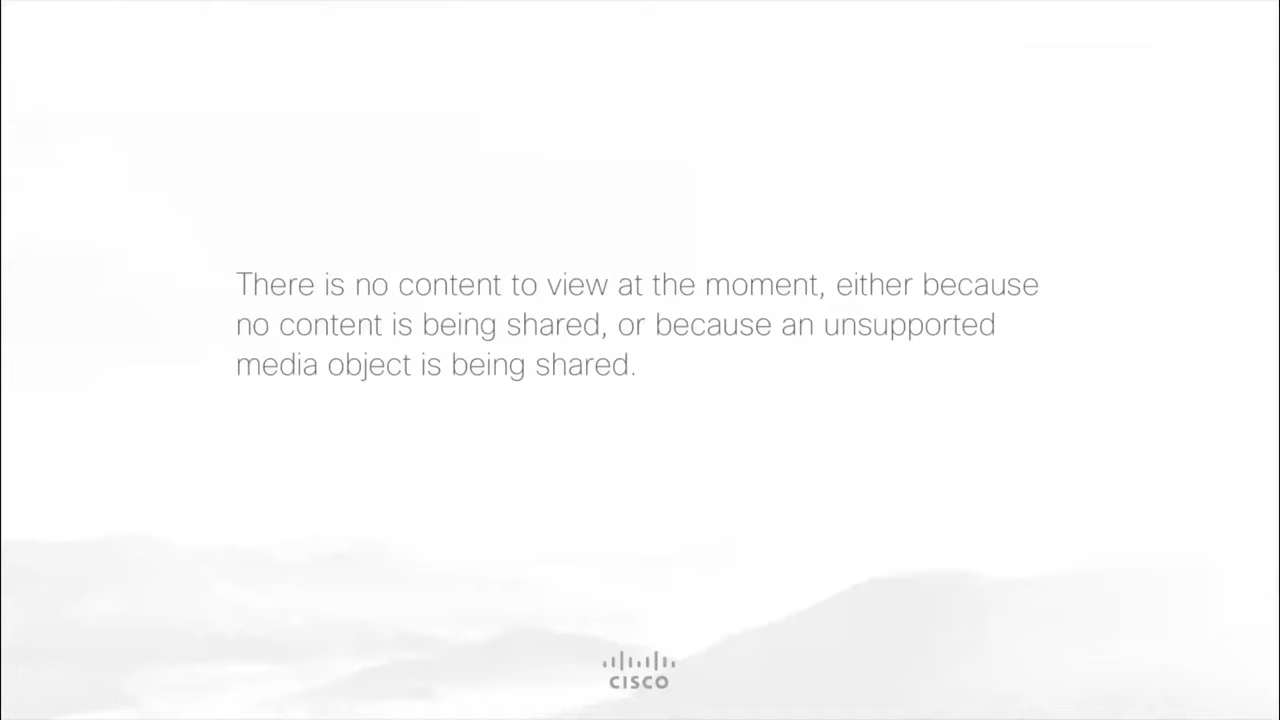 There is no content to view at the moment, either because
no content is being shared, or because an unsupported
media object is being shared.
CISCO